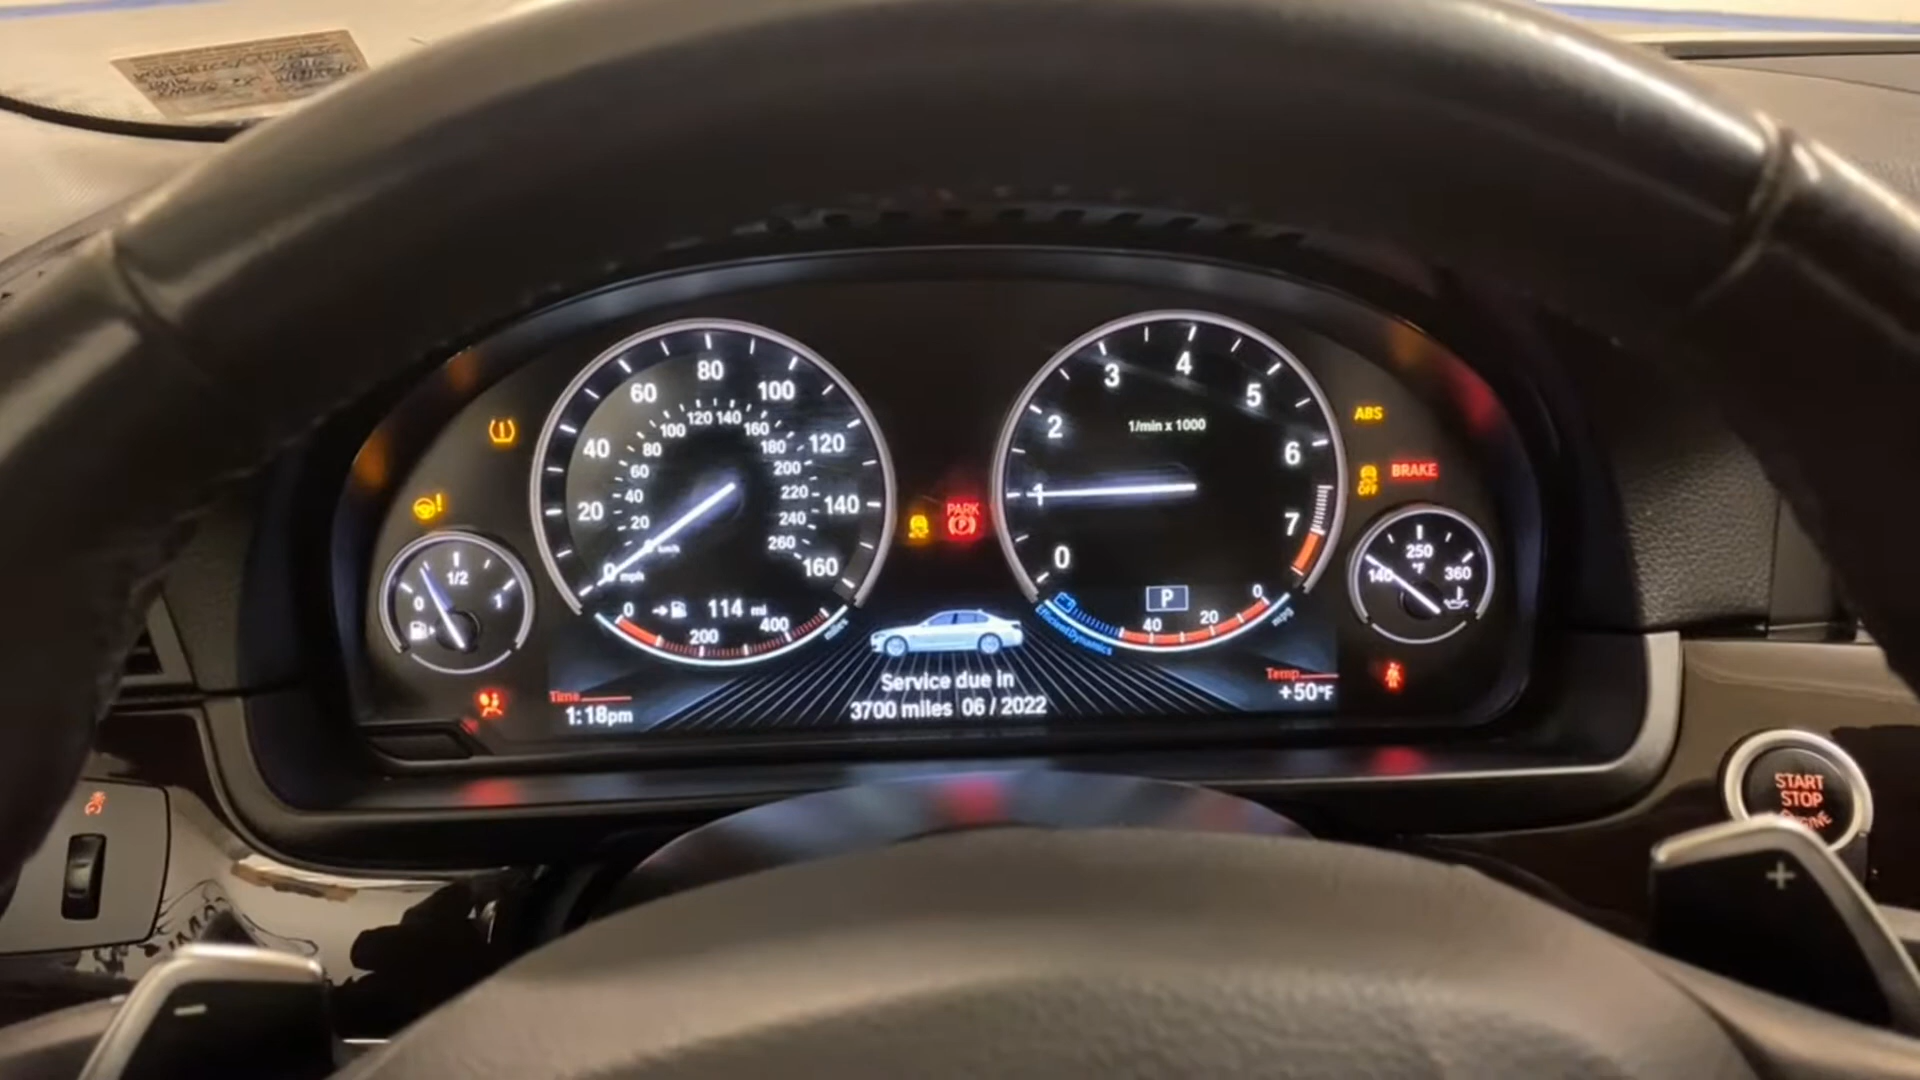 80
60
100
40
120
20
140
0
mph
160
120
140
100
160
80
180
60
200
40
220
20
240
0
km/h
260
0
114 mi
200
400
miles
1/2
0
1
PARK
P
4
3
5
2
6
1
7
0
1/min x 1000
P
EfficientDynamics
40
20
0
mpg
ABS
OFF
BRAKE
250
°F
140
360
Service due in
3700 miles 06 / 2022
Time
1:18pm
Temp
+50°F
START
STOP
ENGINE
+
-